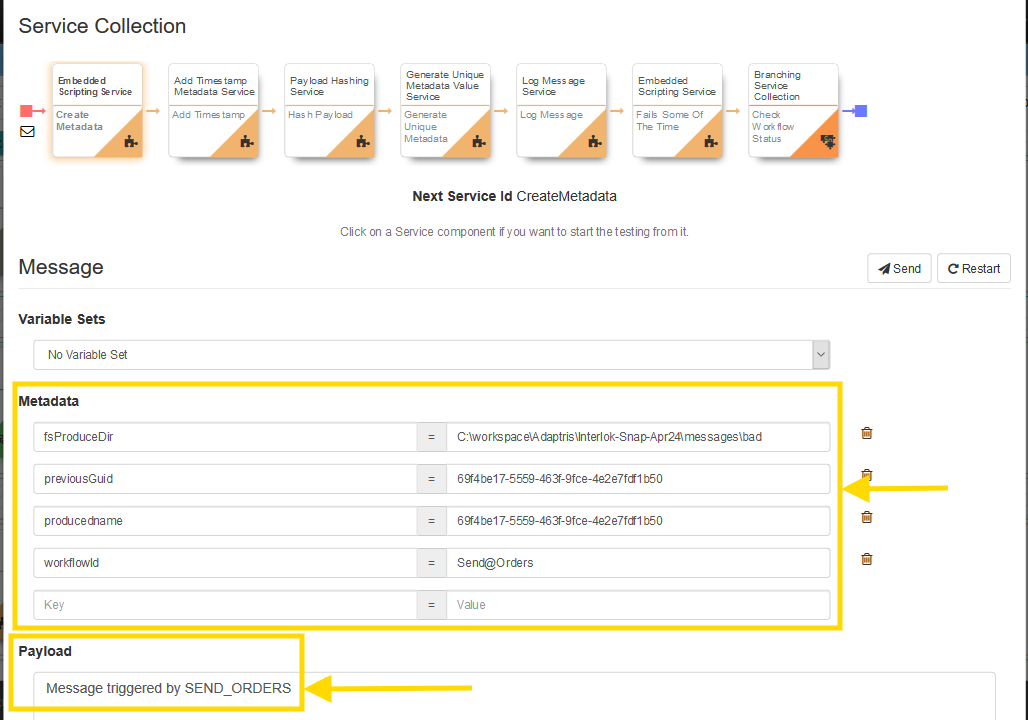 Service Collection
Embedded
Scripting Service
Create
Metadata
Add Timestamp
Metadata Service
Add Timestamp
Payload Hashing
Service
Hash Payload
Generate Unique
Metadata Value
Service
Generate
Unique
Metadata
Log Message
Service
Log Message
Embedded
Scripting Service
Fails Some Of
The Time
Branching
Service
Collection
Check
Workflow
Status
Next Service Id CreateMetadata
Click on a Service component if you want to start the testing from it.
Message
Send
Restart
Variable Sets
No Variable Set
Metadata
fsProduceDir = C:\workspace\Adaptris\Interlok-Snap-Apr24\messages\bad
previousGuid = 69f4be17-5559-463f-9fce-4e2e7fdf1b50
producedname = 69f4be17-5559-463f-9fce-4e2e7fdf1b50
workflowId = Send@Orders
Key = Value
Payload
Message triggered by SEND_ORDERS